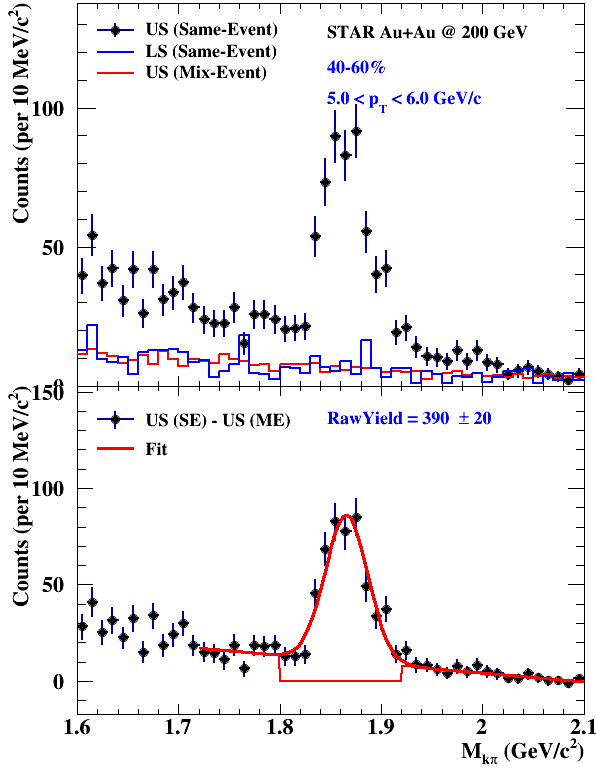 US (Same-Event)
LS (Same-Event)
US (Mix-Event)
STAR Au+Au @ 200 GeV
40-60%
5.0 < p_T < 6.0 GeV/c
Counts (per 10 MeV/c²)
100
50
0
US (SE) - US (ME)
Fit
RawYield = 390 ± 20
Counts (per 10 MeV/c²)
150
100
50
0
1.6 1.7 1.8 1.9 2 2.1
M_kπ (GeV/c²)